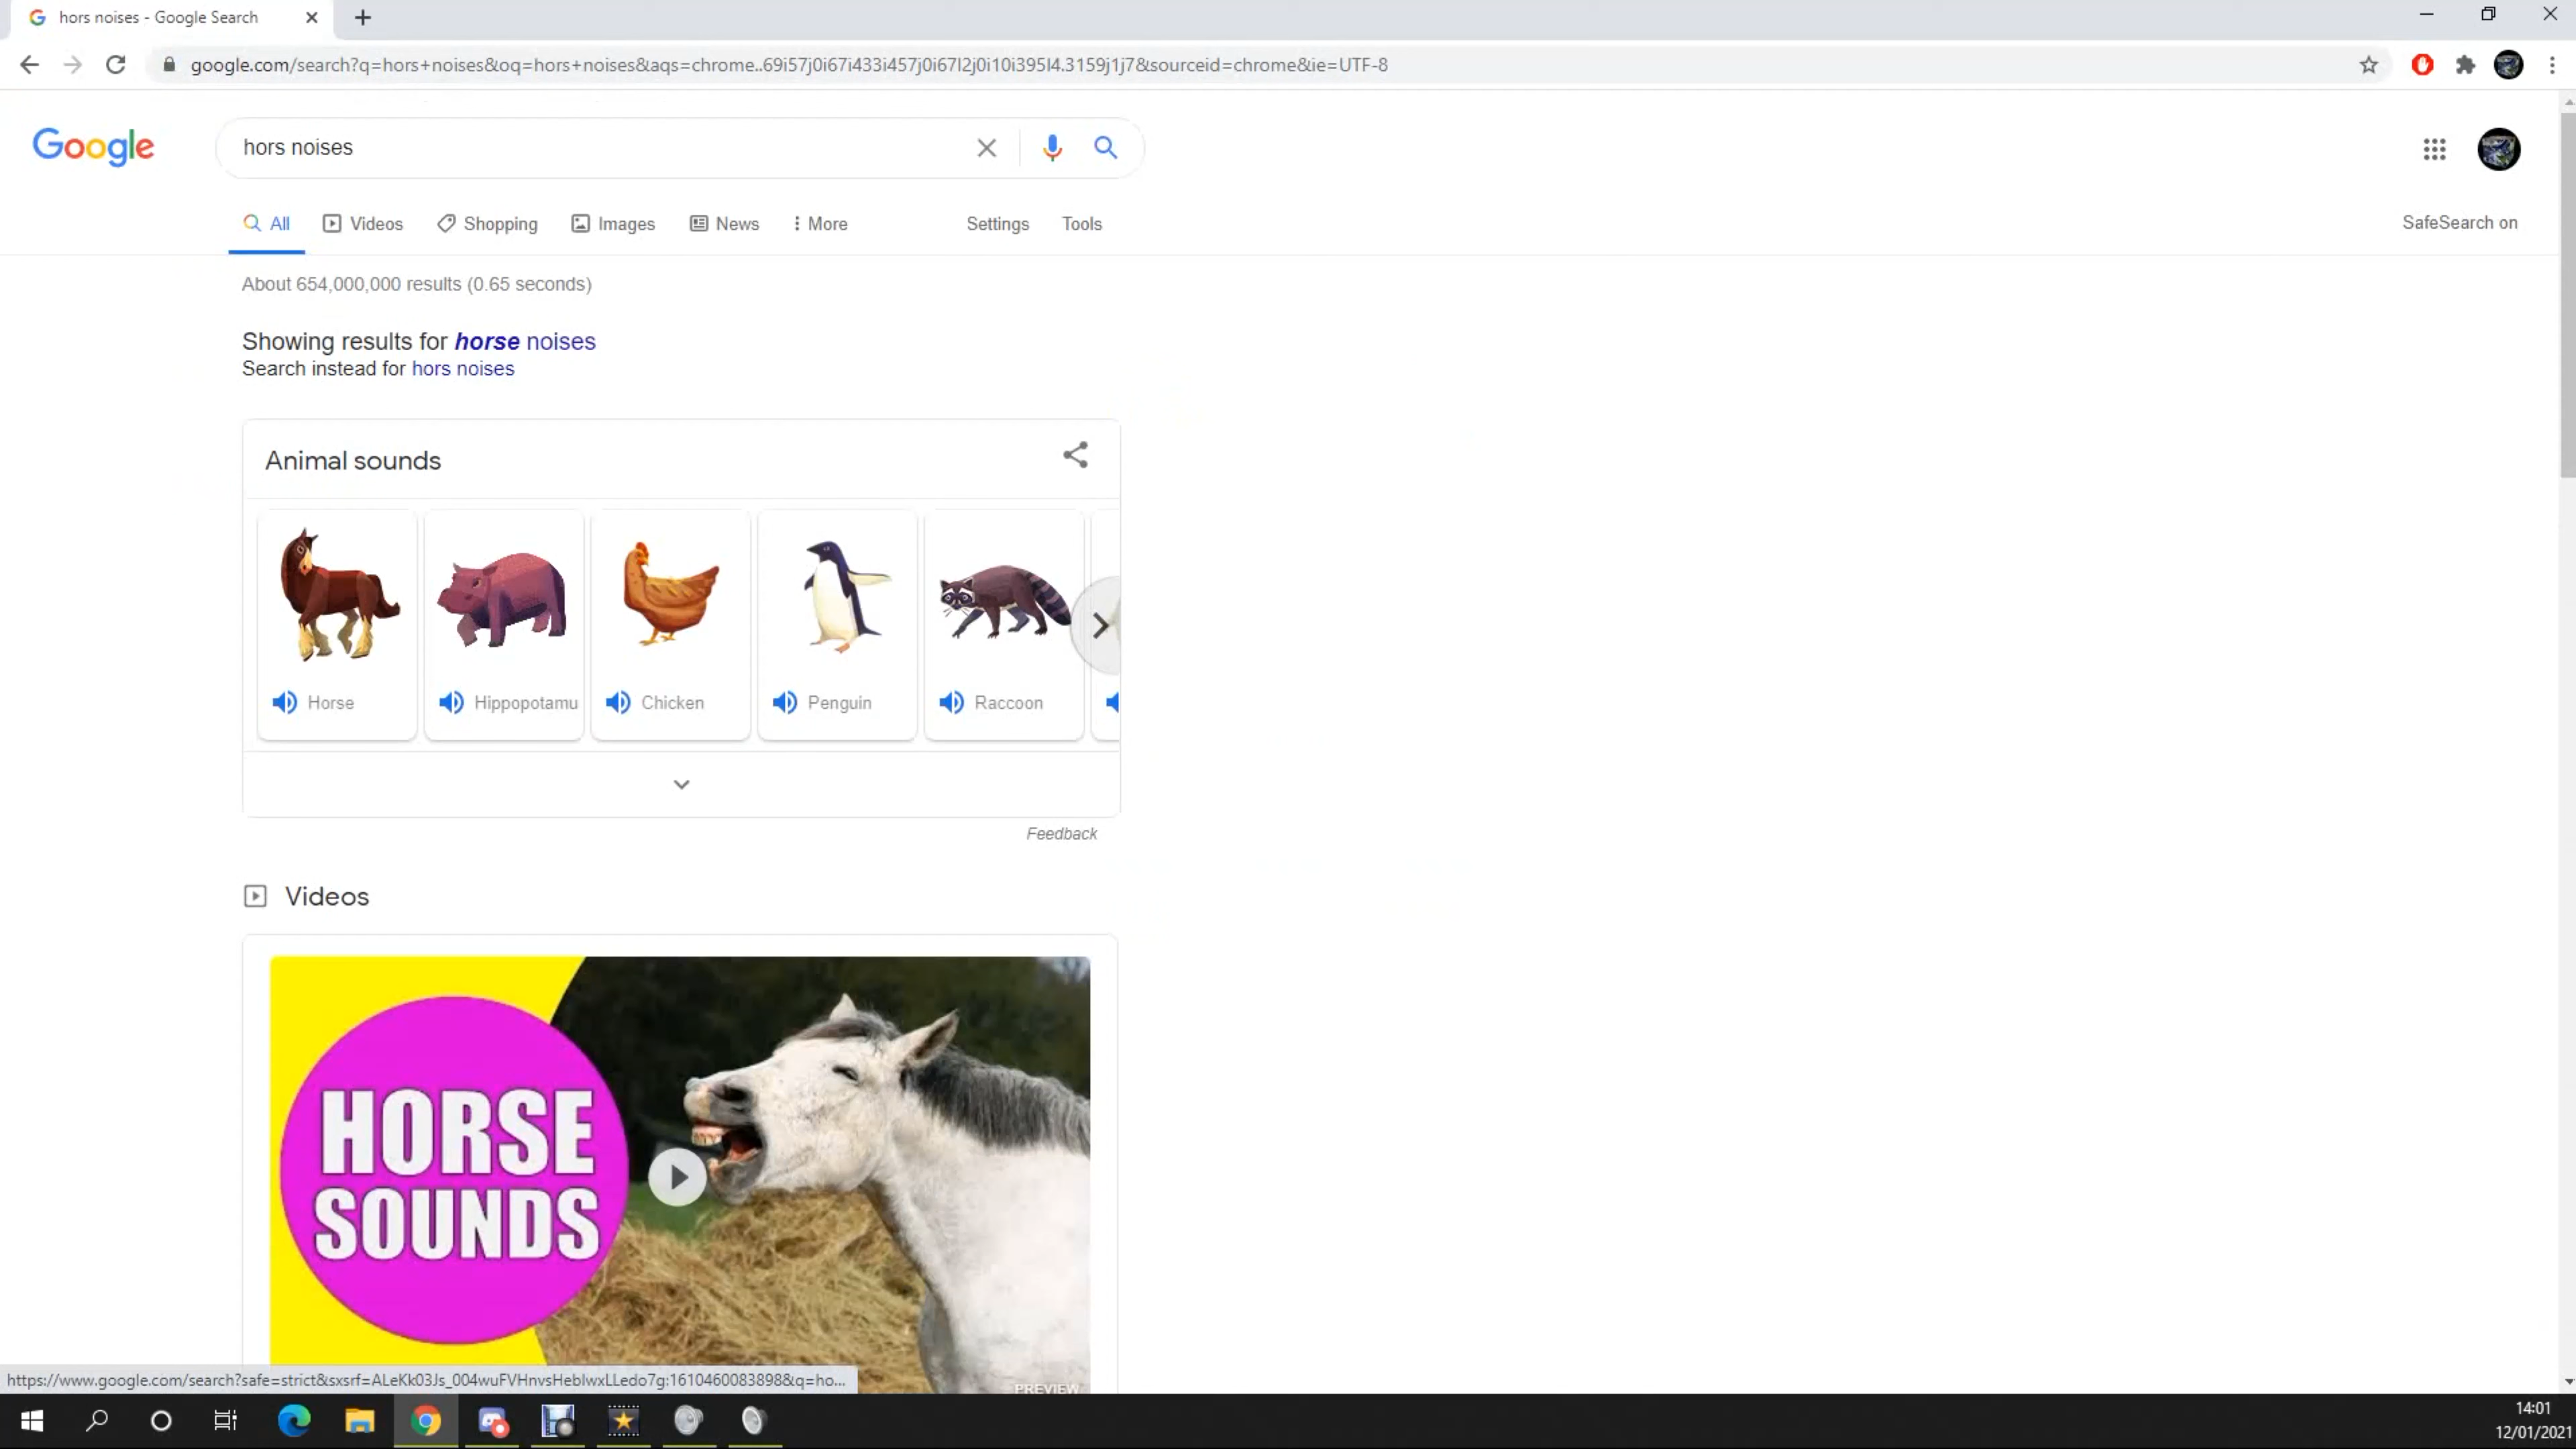 hors noises - Google Search
google.com/search?q=hors+noises&oq=hors+noises&aqs=chrome..69i57j0i67i433i457j0i67l2j0i10i395l4.3159j1j7&sourceid=chrome&ie=UTF-8
Google
hors noises
All Videos Shopping Images News More Settings Tools
SafeSearch on
About 654,000,000 results (0.65 seconds)
Showing results for horse noises
Search instead for hors noises
Animal sounds
Horse Hippopotamu Chicken Penguin Raccoon
Feedback
Videos
HORSE
SOUNDS
PREVIEW
https://www.google.com/search?safe=strict&sxsrf=ALeKk03Js_004wuFVHnvsHebIwxLLedo7g:1610460083898&q=ho...
14:01
12/01/2021